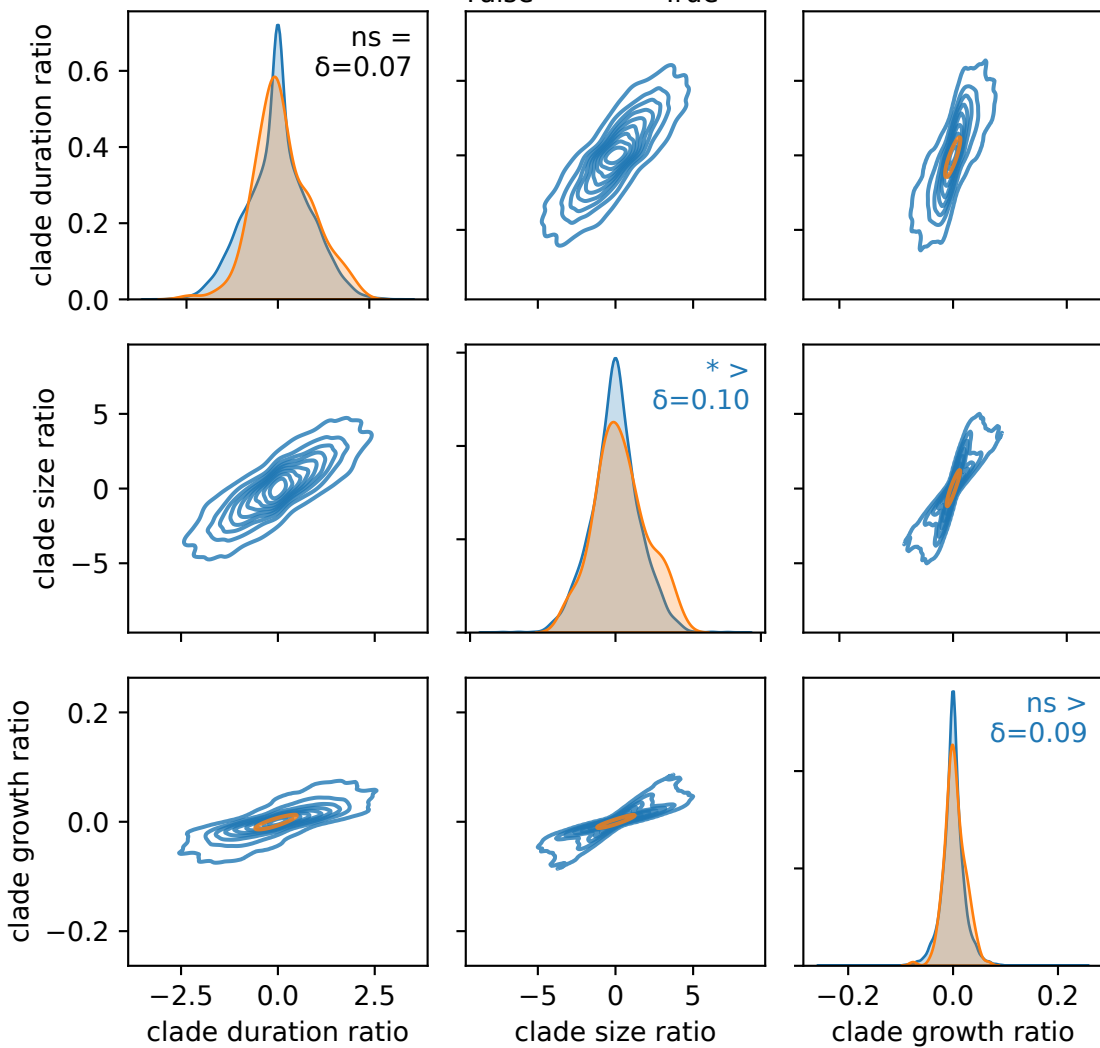 clade duration ratio
0.6
0.4
0.2
0.0
ns =
δ=0.07
clade size ratio
5
0
−5
* >
δ=0.10
clade growth ratio
0.2
0.0
−0.2
ns >
δ=0.09
−2.5 0.0 2.5
−5 0 5
−0.2 0.0 0.2
clade duration ratio
clade size ratio
clade growth ratio